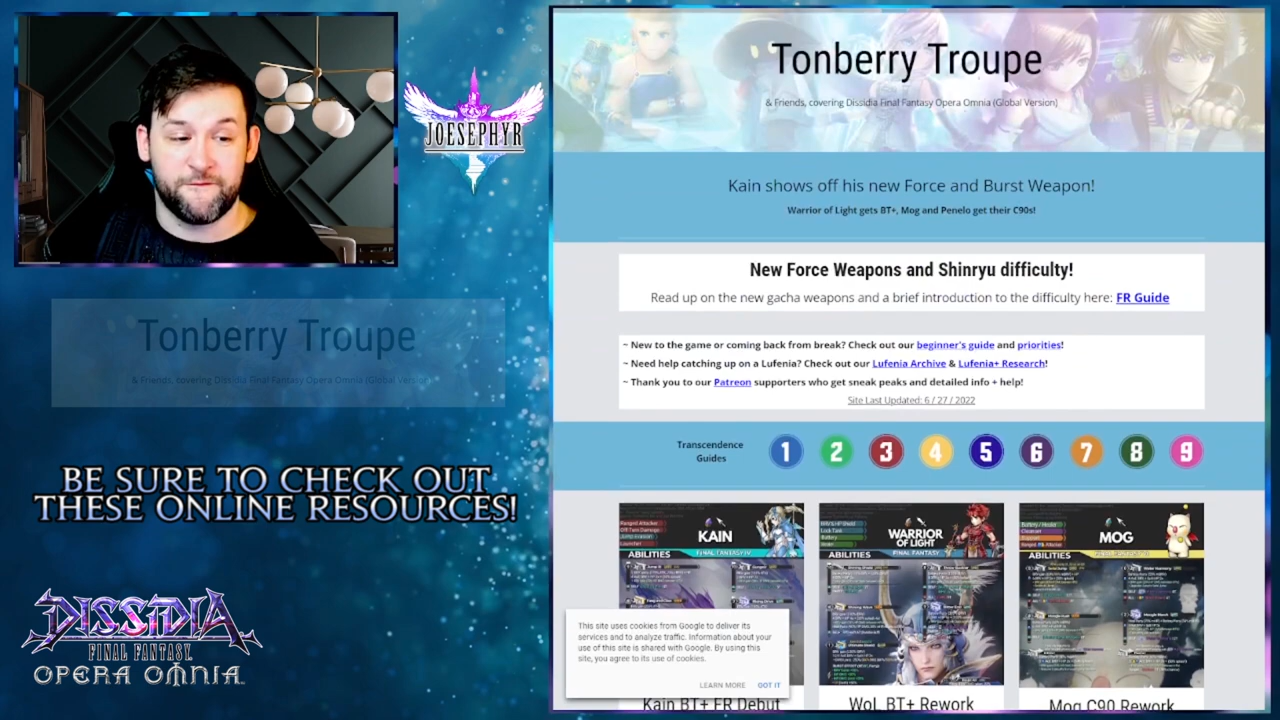 JOESEPHYR
Tonberry Troupe
& Friends, covering Dissidia Final Fantasy Opera Omnia (Global Version)
BE SURE TO CHECK OUT
THESE ONLINE RESOURCES!
DISSIDIA
FINAL FANTASY
OPERA OMNIA
Tonberry Troupe
& Friends, covering Dissidia Final Fantasy Opera Omnia (Global Version)
Kain shows off his new Force and Burst Weapon!
Warrior of Light gets BT+, Mog and Penelo get their C90s!
New Force Weapons and Shinryu difficulty!
Read up on the new gacha weapons and a brief introduction to the difficulty here: FR Guide
~ New to the game or coming back from break? Check out our beginner's guide and priorities!
~ Need help catching up on a Lufenia? Check out our Lufenia Archive & Lufenia+ Research!
~ Thank you to our Patreon supporters who get sneak peaks and detailed info + help!
Site Last Updated: 6 / 27 / 2022
Transcendence
Guides
1 2 3 4 5 6 7 8 9
KAIN
ABILITIES
FINAL FANTASY IV
WARRIOR
OF LIGHT
ABILITIES
FINAL FANTASY
MOG
ABILITIES
This site uses cookies from Google to deliver its
services and to analyze traffic. Information about your
use of this site is shared with Google. By using this
site, you agree to its use of cookies.
LEARN MORE GOT IT
Kain BT+ FR Debut
WoL BT+ Rework
Mog C90 Rework